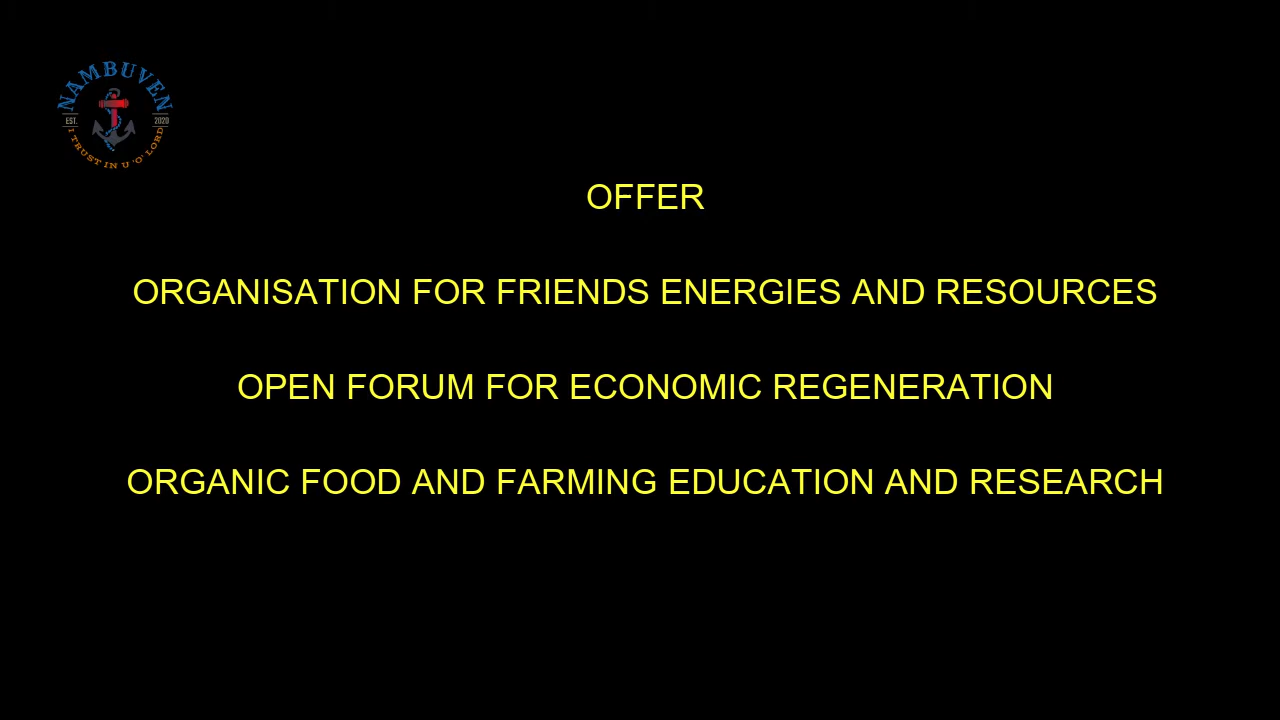 NAMBUVEN
EST. 2020
I TRUST IN U 'O' LORD
OFFER
ORGANISATION FOR FRIENDS ENERGIES AND RESOURCES
OPEN FORUM FOR ECONOMIC REGENERATION
ORGANIC FOOD AND FARMING EDUCATION AND RESEARCH